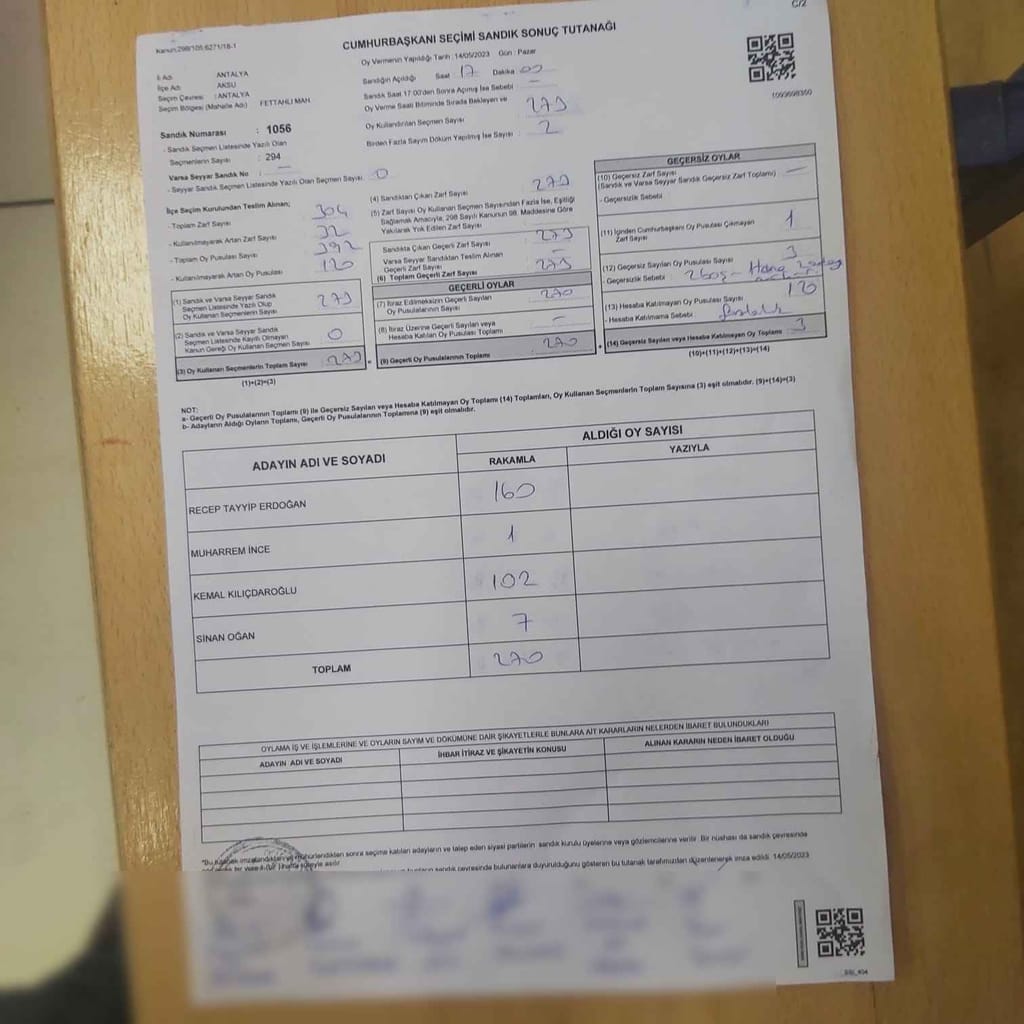 C/2
Kanun:298/105;6271/18-1
CUMHURBAŞKANI SEÇİMİ SANDIK SONUÇ TUTANAĞI
Oy Vermenin Yapıldığı Tarih :14/05/2023 Gün : Pazar
İl Adı : ANTALYA
İlçe Adı : AKSU
Seçim Çevresi : ANTALYA
Seçim Bölgesi (Mahalle Adı) FETTAHLI MAH
Sandığın Açıldığı Saat 17 Dakika 00
Sandık Saat 17:00'den Sonra Açımış İse Sebebi —
Oy Verme Saati Bitiminde Sırada Bekleyen ve
Oy Kullandırılan Seçmen Sayısı : 273
Birden Fazla Sayım Döküm Yapılmış İse Sayısı : 2
Sandık Numarası : 1056
- Sandık Seçmen Listesinde Yazılı Olan
Seçmenlerin Sayısı : 294
Varsa Seyyar Sandık No : —
- Seyyar Sandık Seçmen Listesinde Yazılı Olan Seçmen Sayısı : 0
İlçe Seçim Kurulundan Teslim Alınan;
- Toplam Zarf Sayısı : 304
- Kullanılmayarak Artan Zarf Sayısı : 32
- Toplam Oy Pusulası Sayısı : 392
- Kullanılmayarak Artan Oy Pusulası : 120
(1) Sandık ve Varsa Seyyar Sandık
Seçmen Listesinde Yazılı Olup
Oy Kullanan Seçmenlerin Sayısı : 273
(2) Sandık ve Varsa Seyyar Sandık
Seçmen Listesinde Kayıtlı Olmayan
Kanun Gereği Oy Kullanan Seçmen Sayısı : 0
(3) Oy Kullanan Seçmenlerin Toplam Sayısı : 273
(1)+(2)=(3)
(4) Sandıktan Çıkan Zarf Sayısı : 273
(5) Zarf Sayısı Oy Kullanan Seçmen Sayısından Fazla İse, Eşitliği
Sağlamak Amacıyla, 298 Sayılı Kanunun 98. Maddesine Göre
Yakılarak Yok Edilen Zarf Sayısı
Sandıkta Çıkan Geçerli Zarf Sayısı : 273
Varsa Seyyar Sandıktan Teslim Alınan
Geçerli Zarf Sayısı : —
(6) Toplam Geçerli Zarf Sayısı : 273
GEÇERLİ OYLAR
(7) İtiraz Edilmeksizin Geçerli Sayılan
Oy Pusulasının Sayısı : 270
(8) İtiraz Üzerine Geçerli Sayılan veya
Hesaba Katılan Oy Pusulası Toplamı : —
(9) Geçerli Oy Pusulalarının Toplamı : 270
GEÇERSİZ OYLAR
(10) Geçersiz Zarf Sayısı
(Sandık ve Varsa Seyyar Sandık Geçersiz Zarf Toplamı) : —
- Geçersizlik Sebebi
(11) İçinden Cumhurbaşkanı Oy Pusulası Çıkmayan
Zarf Sayısı : 1
(12) Geçersiz Sayılan Oy Pusulası Sayısı : 3
- Geçersizlik Sebebi : 2 boş -
(13) Hesaba Katılmayan Oy Pusulası Sayısı : 120
- Hesaba Katılmama Sebebi : fazlalık
(14) Geçersiz Sayılan veya Hesaba Katılmayan Oy Toplamı : 3
(10)+(11)+(12)+(13)=(14)
1093698360
NOT:
a- Geçerli Oy Pusulalarının Toplamı (9) ile Geçersiz Sayılan veya Hesaba Katılmayan Oy Toplamı (14) Toplamları, Oy Kullanan Seçmenlerin Toplam Sayısına (3) eşit olmalıdır. (9)+(14)=(3)
b- Adayların Aldığı Oyların Toplamı, Geçerli Oy Pusulalarının Toplamına (9) eşit olmalıdır.
ADAYIN ADI VE SOYADI
ALDIĞI OY SAYISI
RAKAMLA YAZIYLA
RECEP TAYYİP ERDOĞAN 160
MUHARREM İNCE 1
KEMAL KILIÇDAROĞLU 102
SİNAN OĞAN 7
TOPLAM 270
OYLAMA İŞ VE İŞLEMLERİNE VE OYLARIN SAYIM VE DÖKÜMÜNE DAİR ŞİKAYETLERLE BUNLARA AİT KARARLARIN NELERDEN İBARET BULUNDUKLARI
ADAYIN ADI VE SOYADI İHBAR İTİRAZ VE ŞİKAYETİN KONUSU ALINAN KARARIN NEDEN İBARET OLDUĞU
*Bu tutanak imzalandıktan ve mühürlendikten sonra seçime katılan adayların ve talep eden siyasi partilerin sandık kurulu üyelerine veya gözlemcilerine verilir. Bir nüshası da sandık çevresinde
süreyle asılır
sandık çevresinde bulunanlara duyurulduğunu gösteren bu tutanak tarafımızdan düzenlenerek imza edildi. 14/05/2023